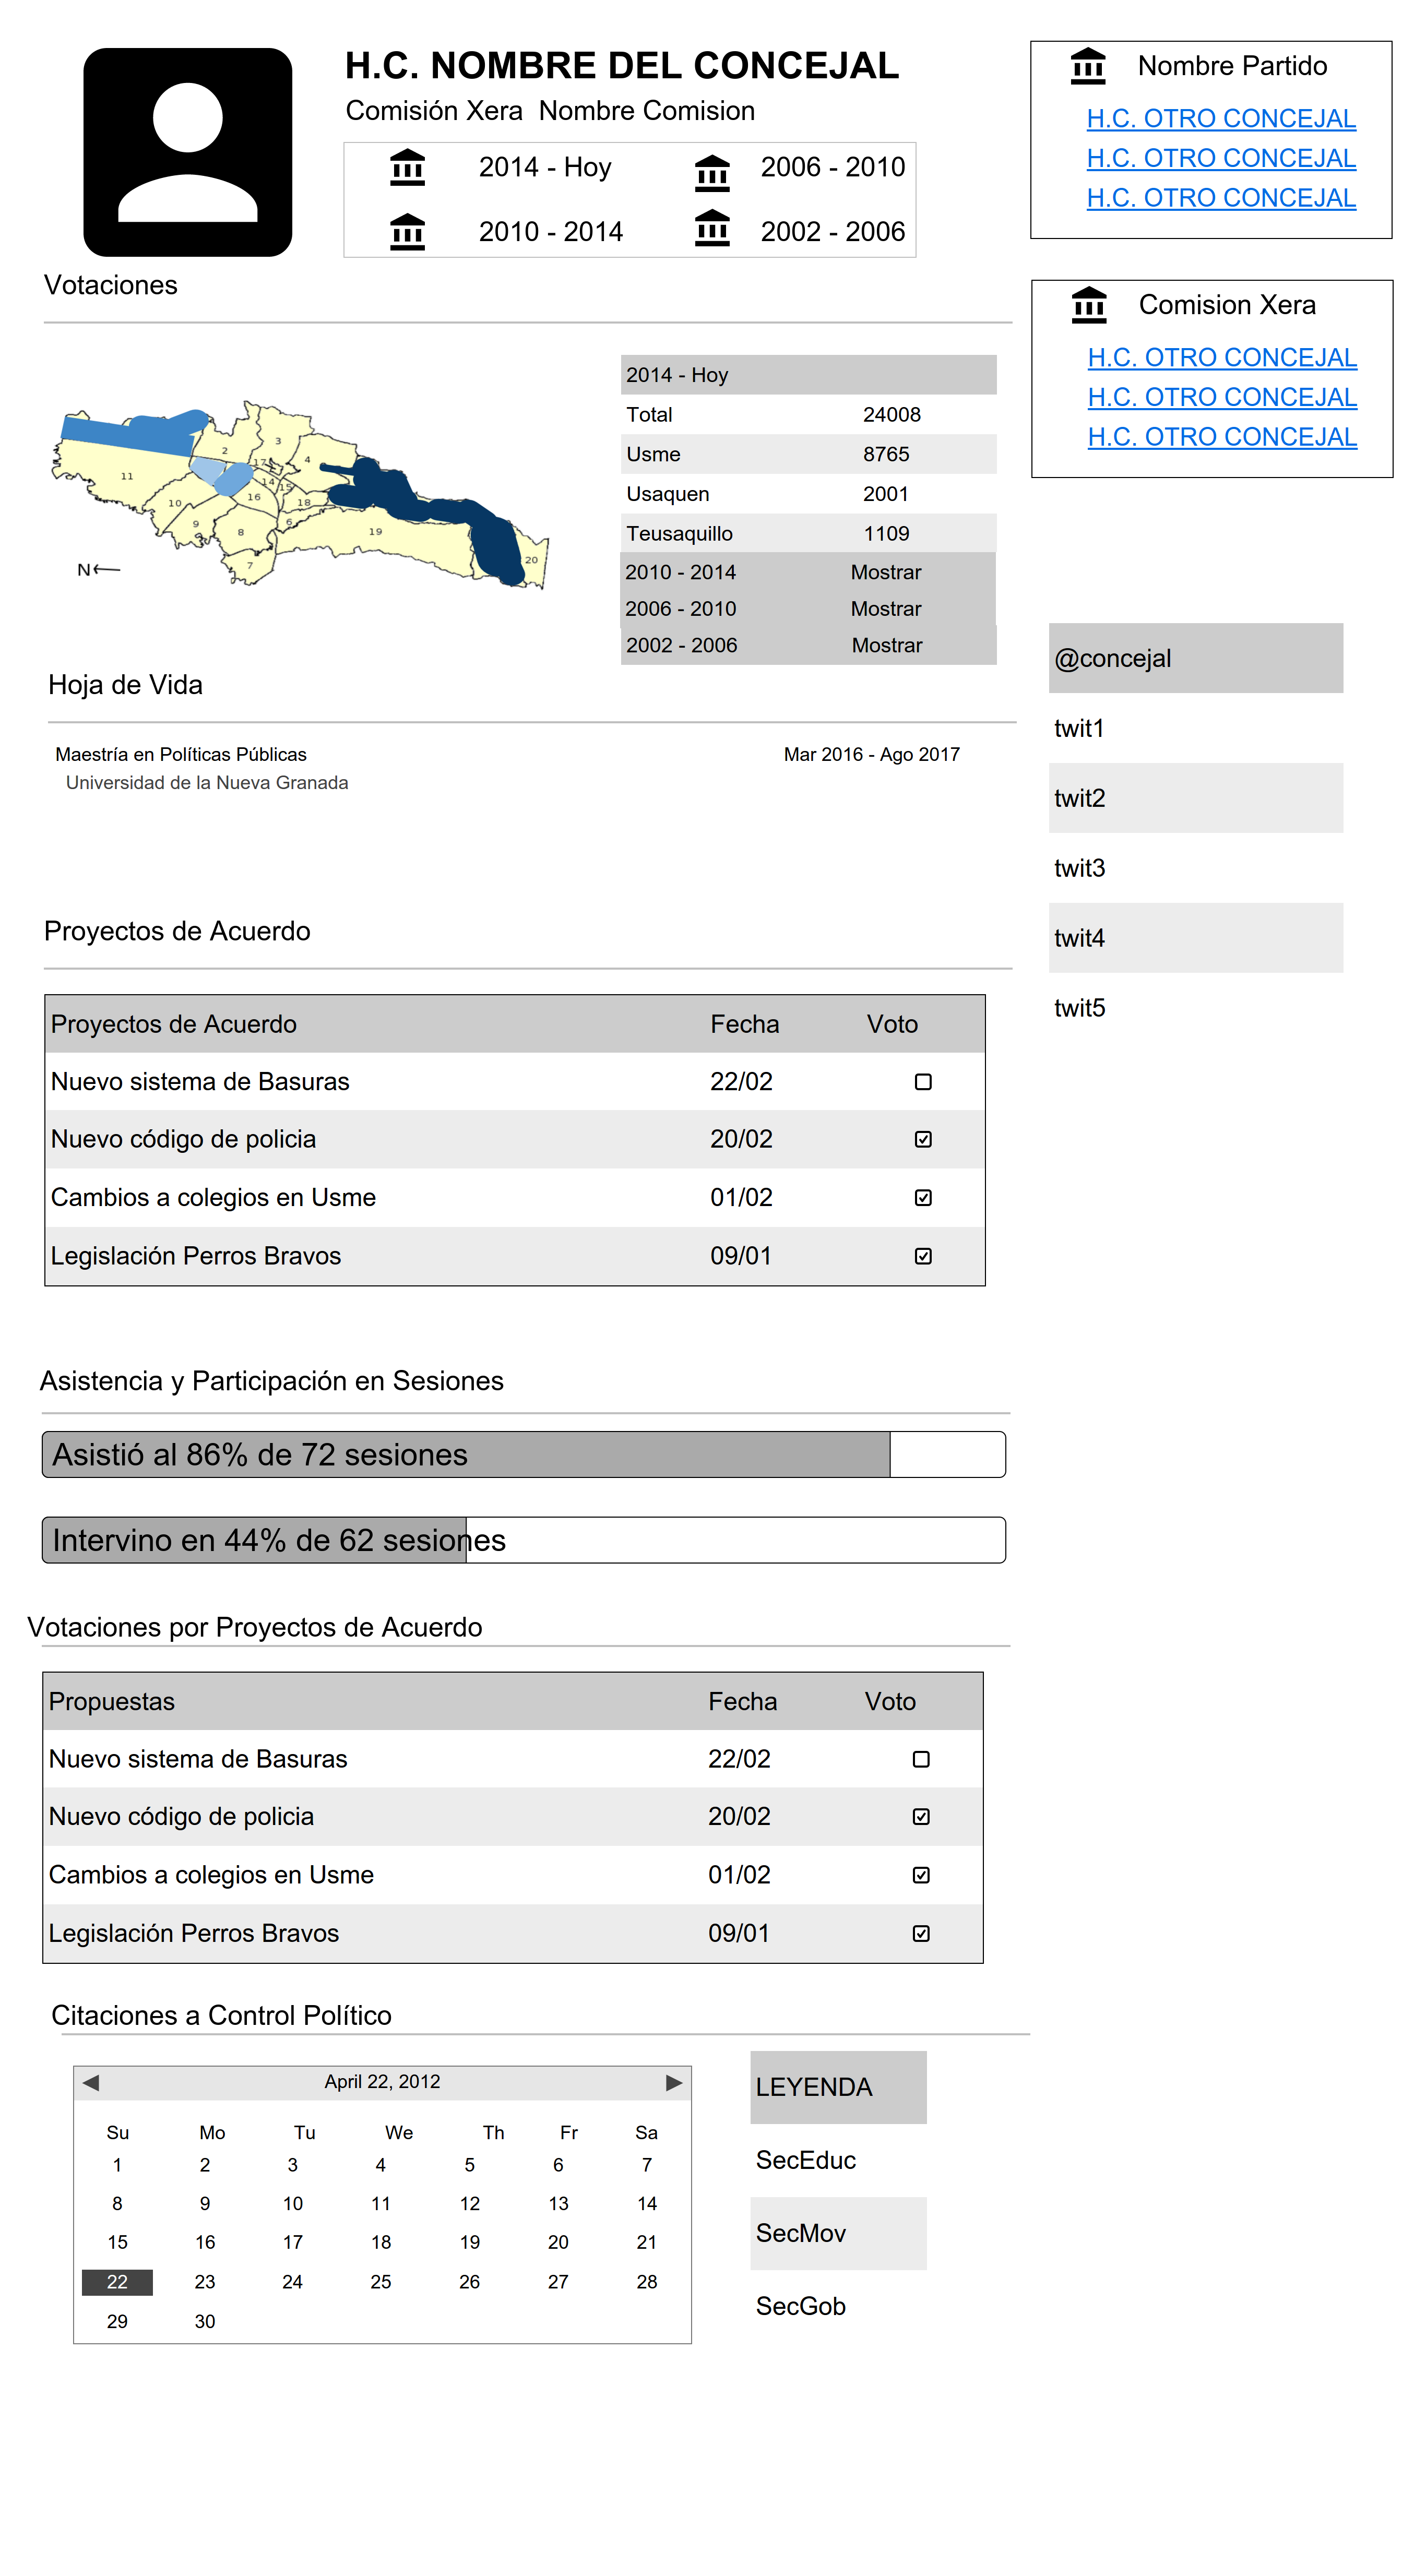 H.C. NOMBRE DEL CONCEJAL
Comisión Xera Nombre Comision
2014 - Hoy 2006 - 2010
2010 - 2014 2002 - 2006
Nombre Partido
H.C. OTRO CONCEJAL
H.C. OTRO CONCEJAL
H.C. OTRO CONCEJAL
Comision Xera
H.C. OTRO CONCEJAL
H.C. OTRO CONCEJAL
H.C. OTRO CONCEJAL
Votaciones
3
2
4
17
11
14
15
16
10
18
6
9
8
19
7
20
N
2014 - Hoy
Total 24008
Usme 8765
Usaquen 2001
Teusaquillo 1109
2010 - 2014 Mostrar
2006 - 2010 Mostrar
2002 - 2006 Mostrar
@concejal
twit1
twit2
twit3
twit4
twit5
Hoja de Vida
Maestría en Políticas Públicas Mar 2016 - Ago 2017
Universidad de la Nueva Granada
Proyectos de Acuerdo
Proyectos de Acuerdo Fecha Voto
Nuevo sistema de Basuras 22/02
Nuevo código de policia 20/02
Cambios a colegios en Usme 01/02
Legislación Perros Bravos 09/01
Asistencia y Participación en Sesiones
Asistió al 86% de 72 sesiones
Intervino en 44% de 62 sesiones
Votaciones por Proyectos de Acuerdo
Propuestas Fecha Voto
Nuevo sistema de Basuras 22/02
Nuevo código de policia 20/02
Cambios a colegios en Usme 01/02
Legislación Perros Bravos 09/01
Citaciones a Control Político
April 22, 2012
Su Mo Tu We Th Fr Sa
1 2 3 4 5 6 7
8 9 10 11 12 13 14
15 16 17 18 19 20 21
22 23 24 25 26 27 28
29 30
LEYENDA
SecEduc
SecMov
SecGob